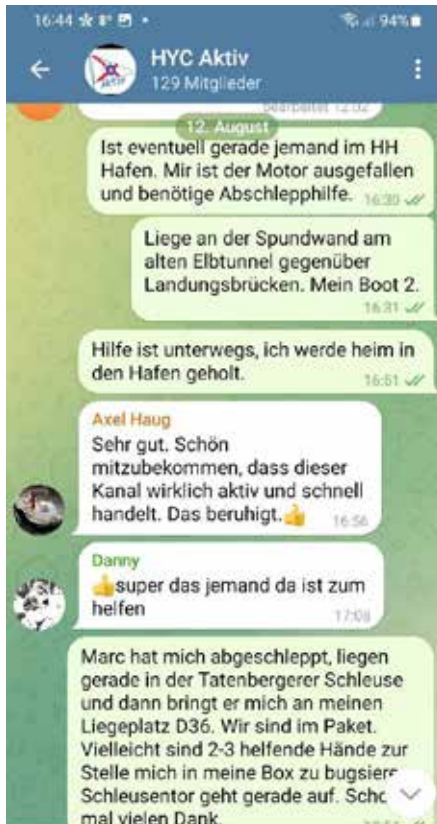 16:44
94%
HYC Aktiv
129 Mitglieder
bearbeitet 12:02
12. August
Ist eventuell gerade jemand im HH
Hafen. Mir ist der Motor ausgefallen
und benötige Abschlepphilfe. 16:30
Liege an der Spundwand am
alten Elbtunnel gegenüber
Landungsbrücken. Mein Boot 2.
16:31
Hilfe ist unterwegs, ich werde heim in
den Hafen geholt.
16:51
Axel Haug
Sehr gut. Schön
mitzubekommen, dass dieser
Kanal wirklich aktiv und schnell
handelt. Das beruhigt.👍 16:56
Danny
👍super das jemand da ist zum
helfen
17:08
Marc hat mich abgeschleppt, liegen
gerade in der Tatenbergerer Schleuse
und dann bringt er mich an meinen
Liegeplatz D36. Wir sind im Paket.
Vielleicht sind 2-3 helfende Hände zur
Stelle mich in meine Box zu bugsiere
Schleusentor geht gerade auf. Scho
mal vielen Dank.